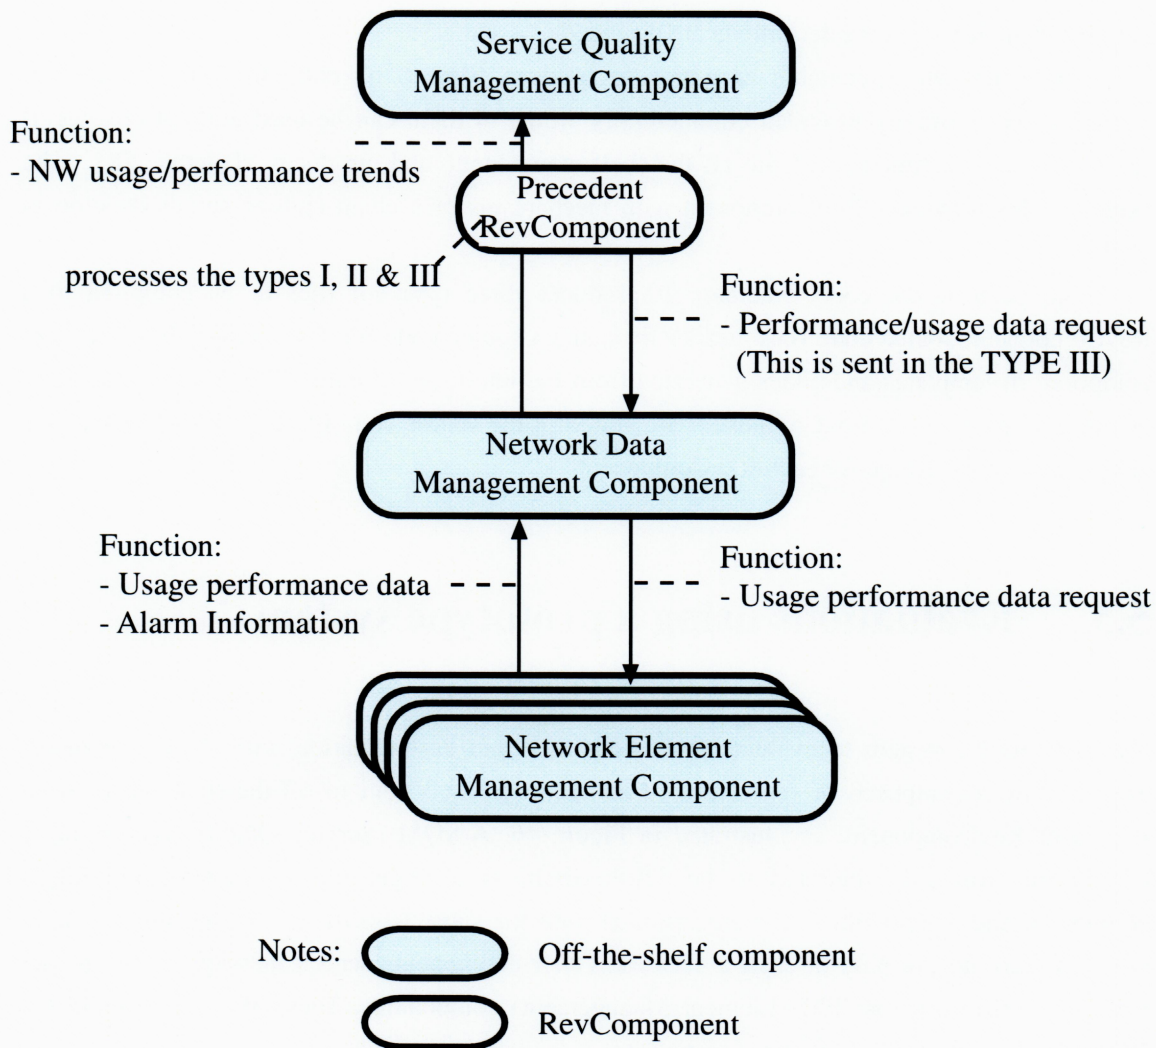 Service Quality
Management Component
Function:
- NW usage/performance trends
Precedent
RevComponent
processes the types I, II & III
Function:
- Performance/usage data request
(This is sent in the TYPE III)
Network Data
Management Component
Function:
- Usage performance data
- Alarm Information
Function:
- Usage performance data request
Network Element
Management Component
Notes:
Off-the-shelf component
RevComponent